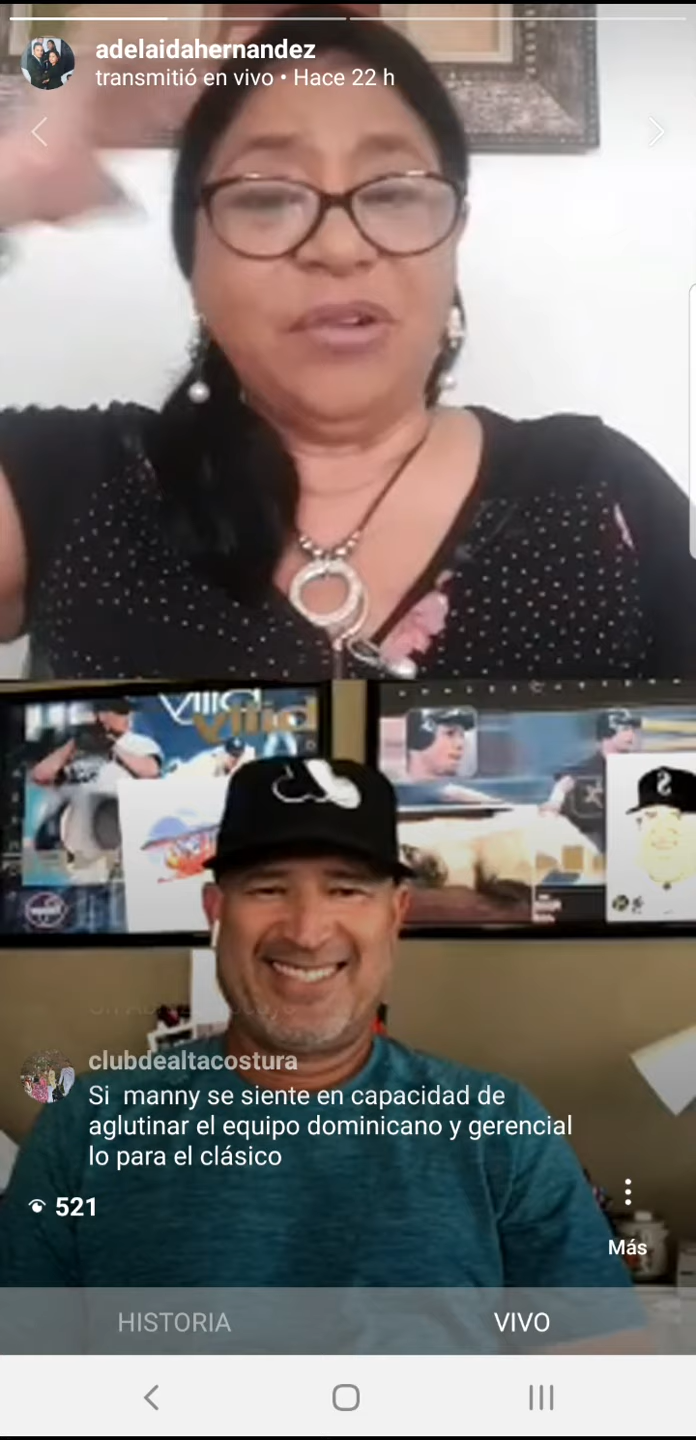 adelaidahernandez
transmitió en vivo • Hace 22 h
clubdealtacostura
Si manny se siente en capacidad de
aglutinar el equipo dominicano y gerencial
lo para el clásico
521
Más
HISTORIA
VIVO